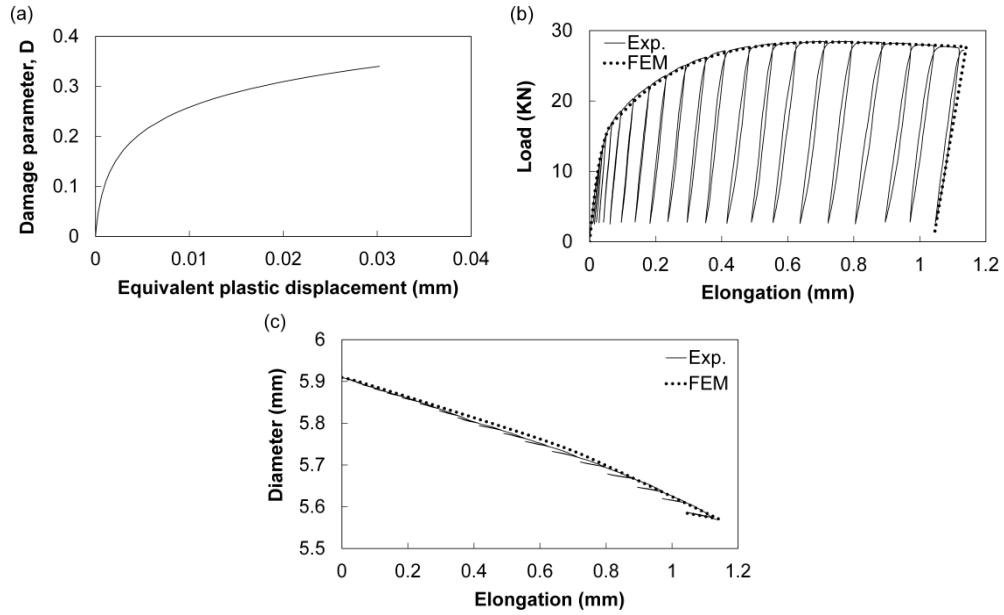 (a)
0.4
0.3
0.2
0.1
0
Damage parameter, D
0
0.01
0.02
0.03
0.04
Equivalent plastic displacement (mm)
(b)
30
20
10
0
Load (KN)
Exp.
FEM
0
0.2
0.4
0.6
0.8
1
1.2
Elongation (mm)
(c)
6
5.9
5.8
5.7
5.6
5.5
Diameter (mm)
Exp.
FEM
0
0.2
0.4
0.6
0.8
1
1.2
Elongation (mm)